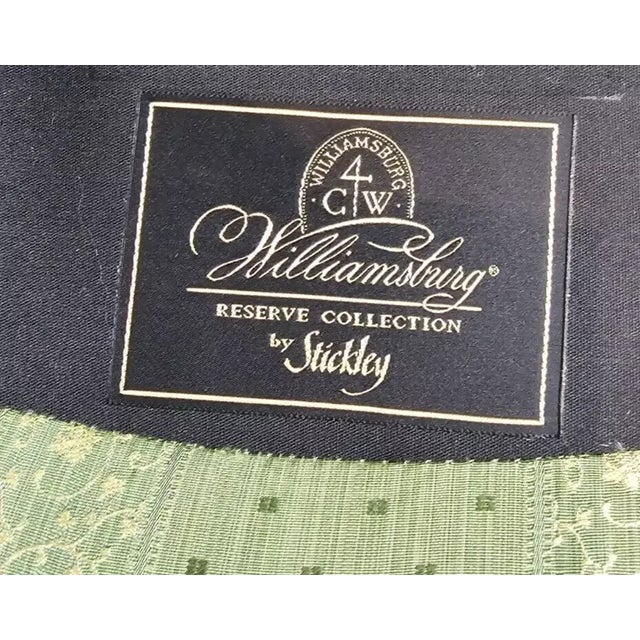 WILLIAMSBURG
4
· C W ·
Williamsburg®
RESERVE COLLECTION
by Stickley